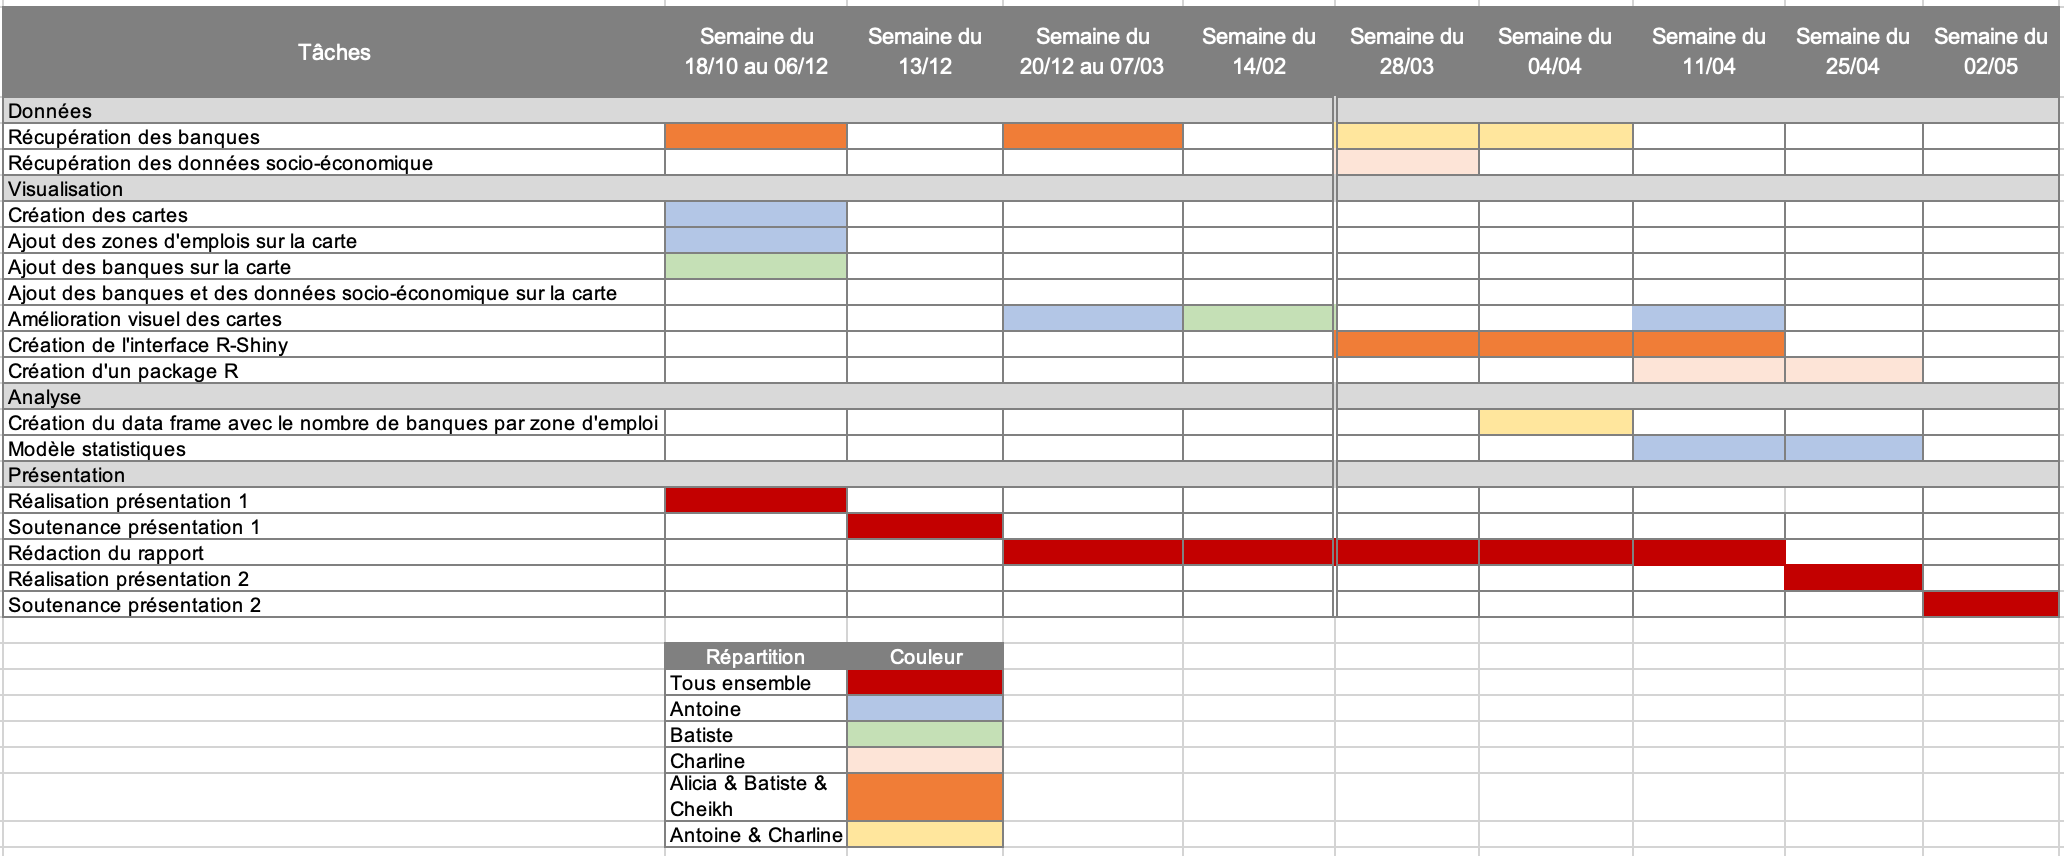 Tâches
Semaine du
18/10 au 06/12
Semaine du
13/12
Semaine du
20/12 au 07/03
Semaine du
14/02
Semaine du
28/03
Semaine du
04/04
Semaine du
11/04
Semaine du
25/04
Semaine du
02/05
Données
Récupération des banques
Récupération des données socio-économique
Visualisation
Création des cartes
Ajout des zones d'emplois sur la carte
Ajout des banques sur la carte
Ajout des banques et des données socio-économique sur la carte
Amélioration visuel des cartes
Création de l'interface R-Shiny
Création d'un package R
Analyse
Création du data frame avec le nombre de banques par zone d'emploi
Modèle statistiques
Présentation
Réalisation présentation 1
Soutenance présentation 1
Rédaction du rapport
Réalisation présentation 2
Soutenance présentation 2
Répartition Couleur
Tous ensemble
Antoine
Batiste
Charline
Alicia & Batiste &
Cheikh
Antoine & Charline